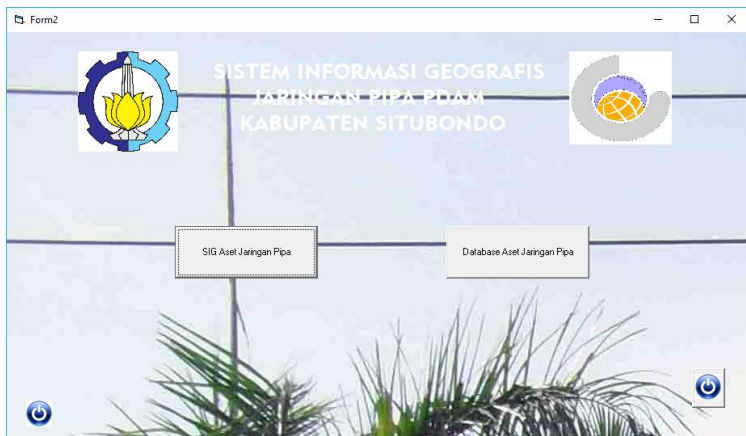 Form2
SISTEM INFORMASI GEOGRAFIS
JARINGAN PIPA PDAM
KABUPATEN SITUBONDO
SIG Aset Jaringan Pipa
Database Aset Jaringan Pipa